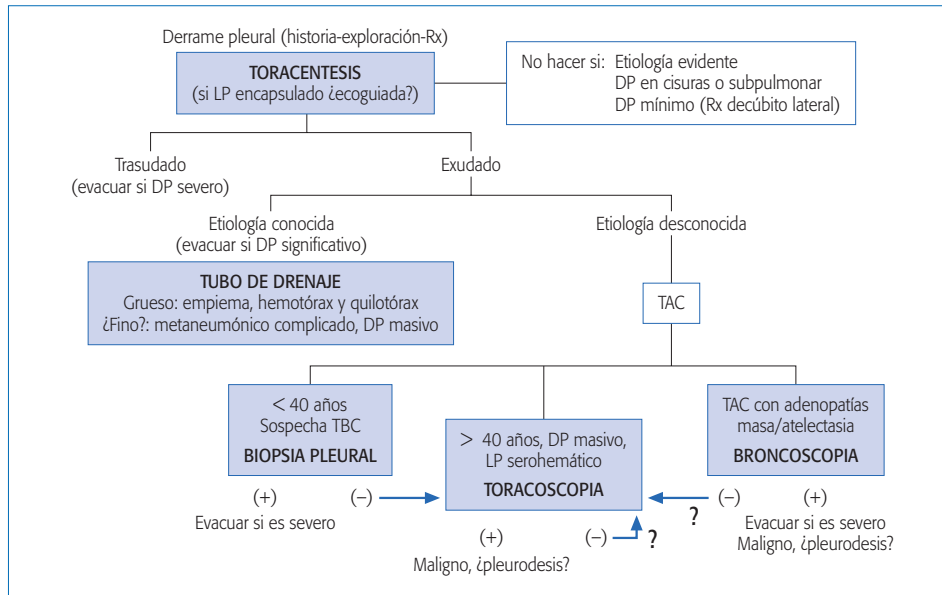 Derrame pleural (historia-exploración-Rx)
TORACENTESIS
(si LP encapsulado ¿ecoguiada?)
No hacer si: Etiología evidente
DP en cisuras o subpulmonar
DP mínimo (Rx decúbito lateral)
Trasudado
(evacuar si DP severo)
Exudado
Etiología conocida
(evacuar si DP significativo)
Etiología desconocida
TUBO DE DRENAJE
Grueso: empiema, hemotórax y quilotórax
¿Fino?: metaneumónico complicado, DP masivo
TAC
< 40 años
Sospecha TBC
BIOPSIA PLEURAL
> 40 años, DP masivo,
LP serohemático
TORACOSCOPIA
TAC con adenopatías
masa/atelectasia
BRONCOSCOPIA
(+) (–)
Evacuar si es severo
(+) (–) ?
Maligno, ¿pleurodesis?
? (–) (+)
Evacuar si es severo
Maligno, ¿pleurodesis?